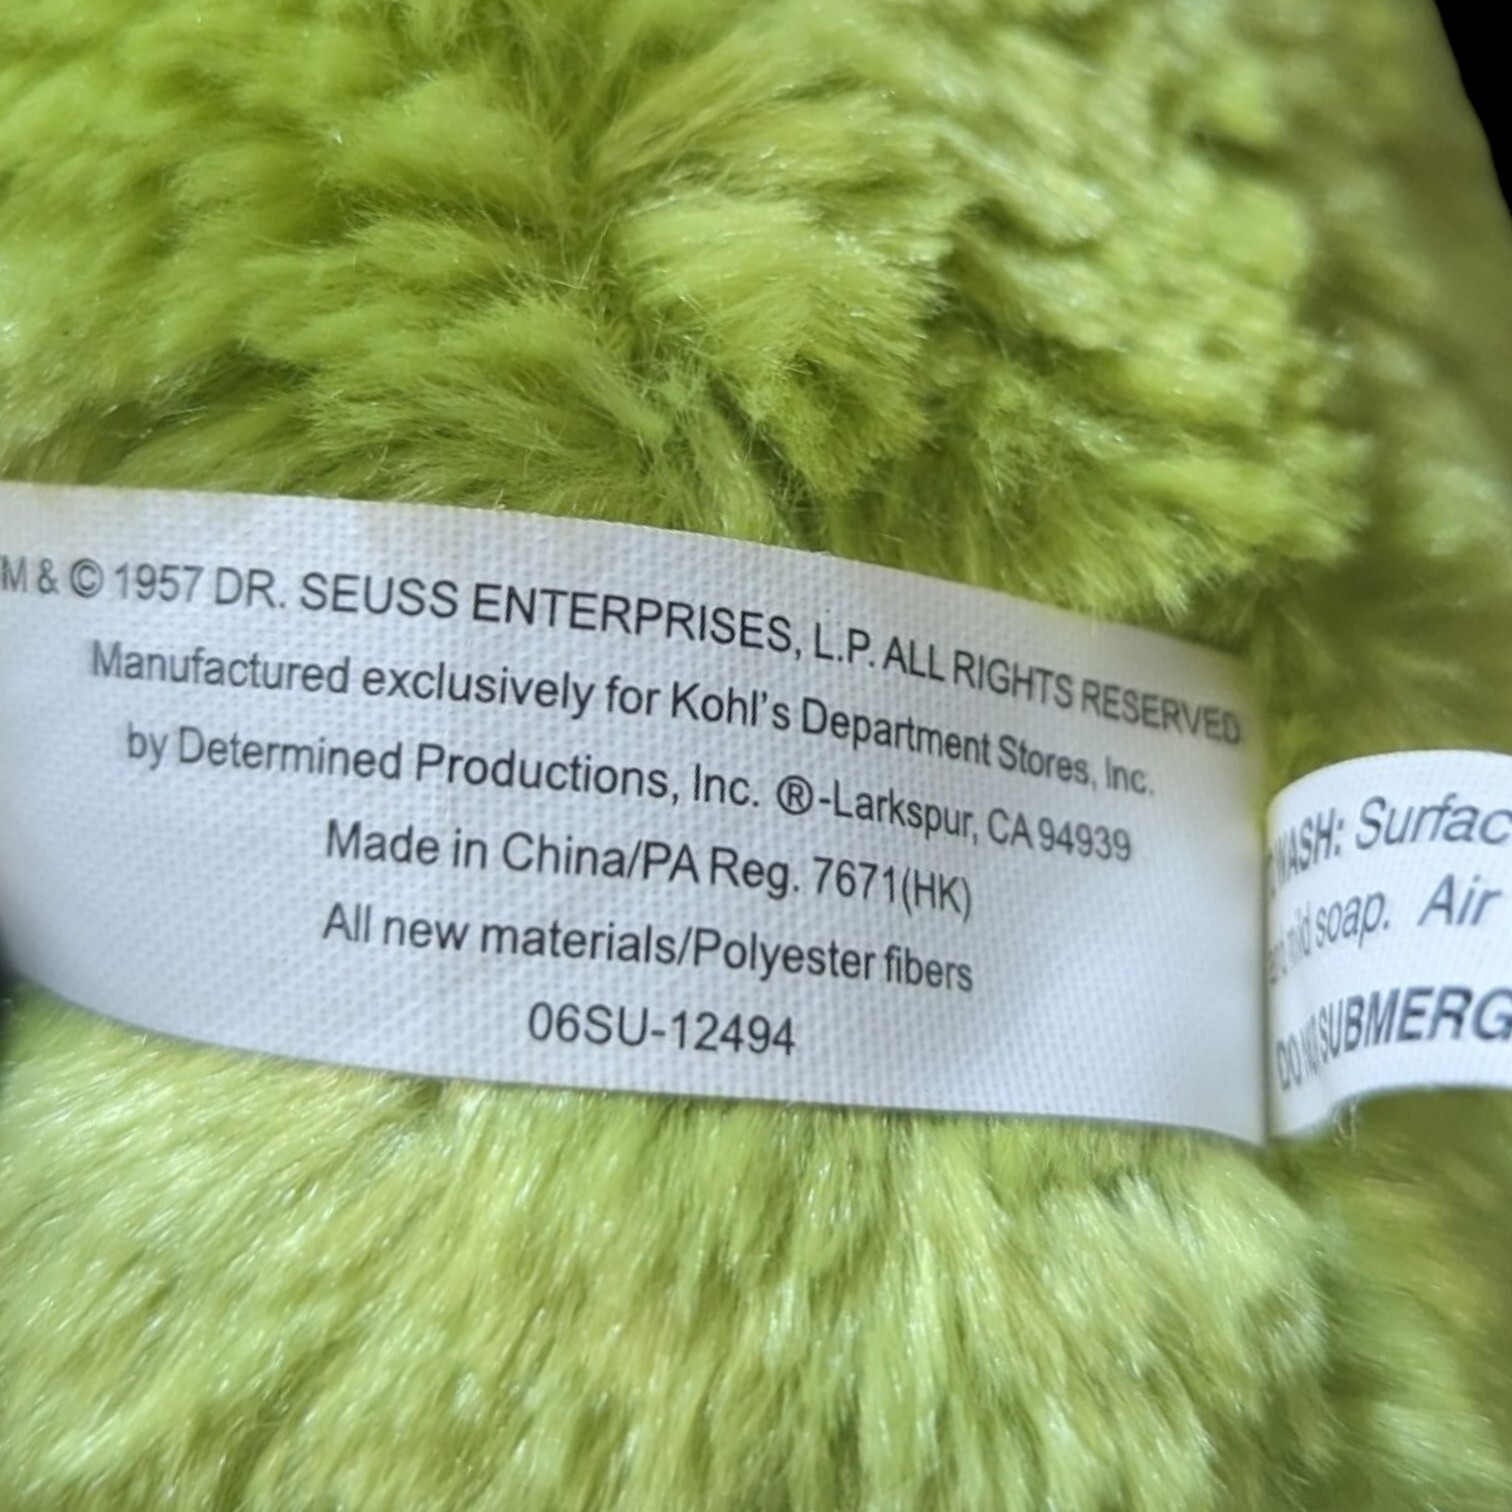 M & © 1957 DR. SEUSS ENTERPRISES, L.P. ALL RIGHTS RESERVED
Manufactured exclusively for Kohl's Department Stores, Inc.
by Determined Productions, Inc. ®-Larkspur, CA 94939
Made in China/PA Reg. 7671(HK)
All new materials/Polyester fibers
06SU-12494
WASH: Surfac
soap. Air
DO NO SUBMERG